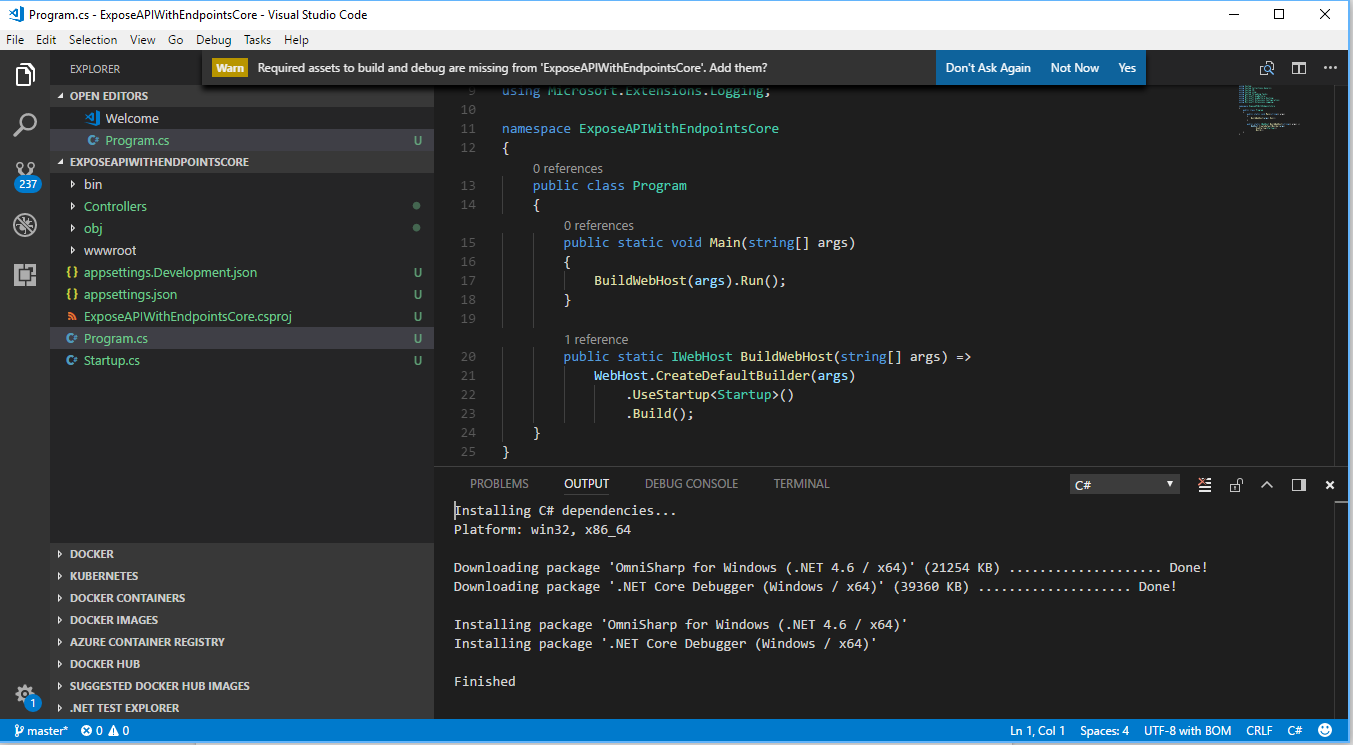 Program.cs - ExposeAPIWithEndpointsCore - Visual Studio Code
File Edit Selection View Go Debug Tasks Help
EXPLORER
Warn Required assets to build and debug are missing from 'ExposeAPIWithEndpointsCore'. Add them?
Don't Ask Again Not Now Yes
OPEN EDITORS
Welcome
Program.cs U
EXPOSEAPIWITHENDPOINTSCORE
237
bin
Controllers
obj
wwwroot
{} appsettings.Development.json U
{} appsettings.json U
ExposeAPIWithEndpointsCore.csproj U
C# Program.cs U
C# Startup.cs U
DOCKER
KUBERNETES
DOCKER CONTAINERS
DOCKER IMAGES
AZURE CONTAINER REGISTRY
DOCKER HUB
SUGGESTED DOCKER HUB IMAGES
.NET TEST EXPLORER
1
9 using Microsoft.Extensions.Logging;
10
11 namespace ExposeAPIWithEndpointsCore
12 {
0 references
13 public class Program
14 {
0 references
15 public static void Main(string[] args)
16 {
17 BuildWebHost(args).Run();
18 }
19
1 reference
20 public static IWebHost BuildWebHost(string[] args) =>
21 WebHost.CreateDefaultBuilder(args)
22 .UseStartup<Startup>()
23 .Build();
24 }
25 }
PROBLEMS OUTPUT DEBUG CONSOLE TERMINAL C#
Installing C# dependencies...
Platform: win32, x86_64
Downloading package 'OmniSharp for Windows (.NET 4.6 / x64)' (21254 KB) .................... Done!
Downloading package '.NET Core Debugger (Windows / x64)' (39360 KB) .................... Done!
Installing package 'OmniSharp for Windows (.NET 4.6 / x64)'
Installing package '.NET Core Debugger (Windows / x64)'
Finished
master* 0 0 Ln 1, Col 1 Spaces: 4 UTF-8 with BOM CRLF C#